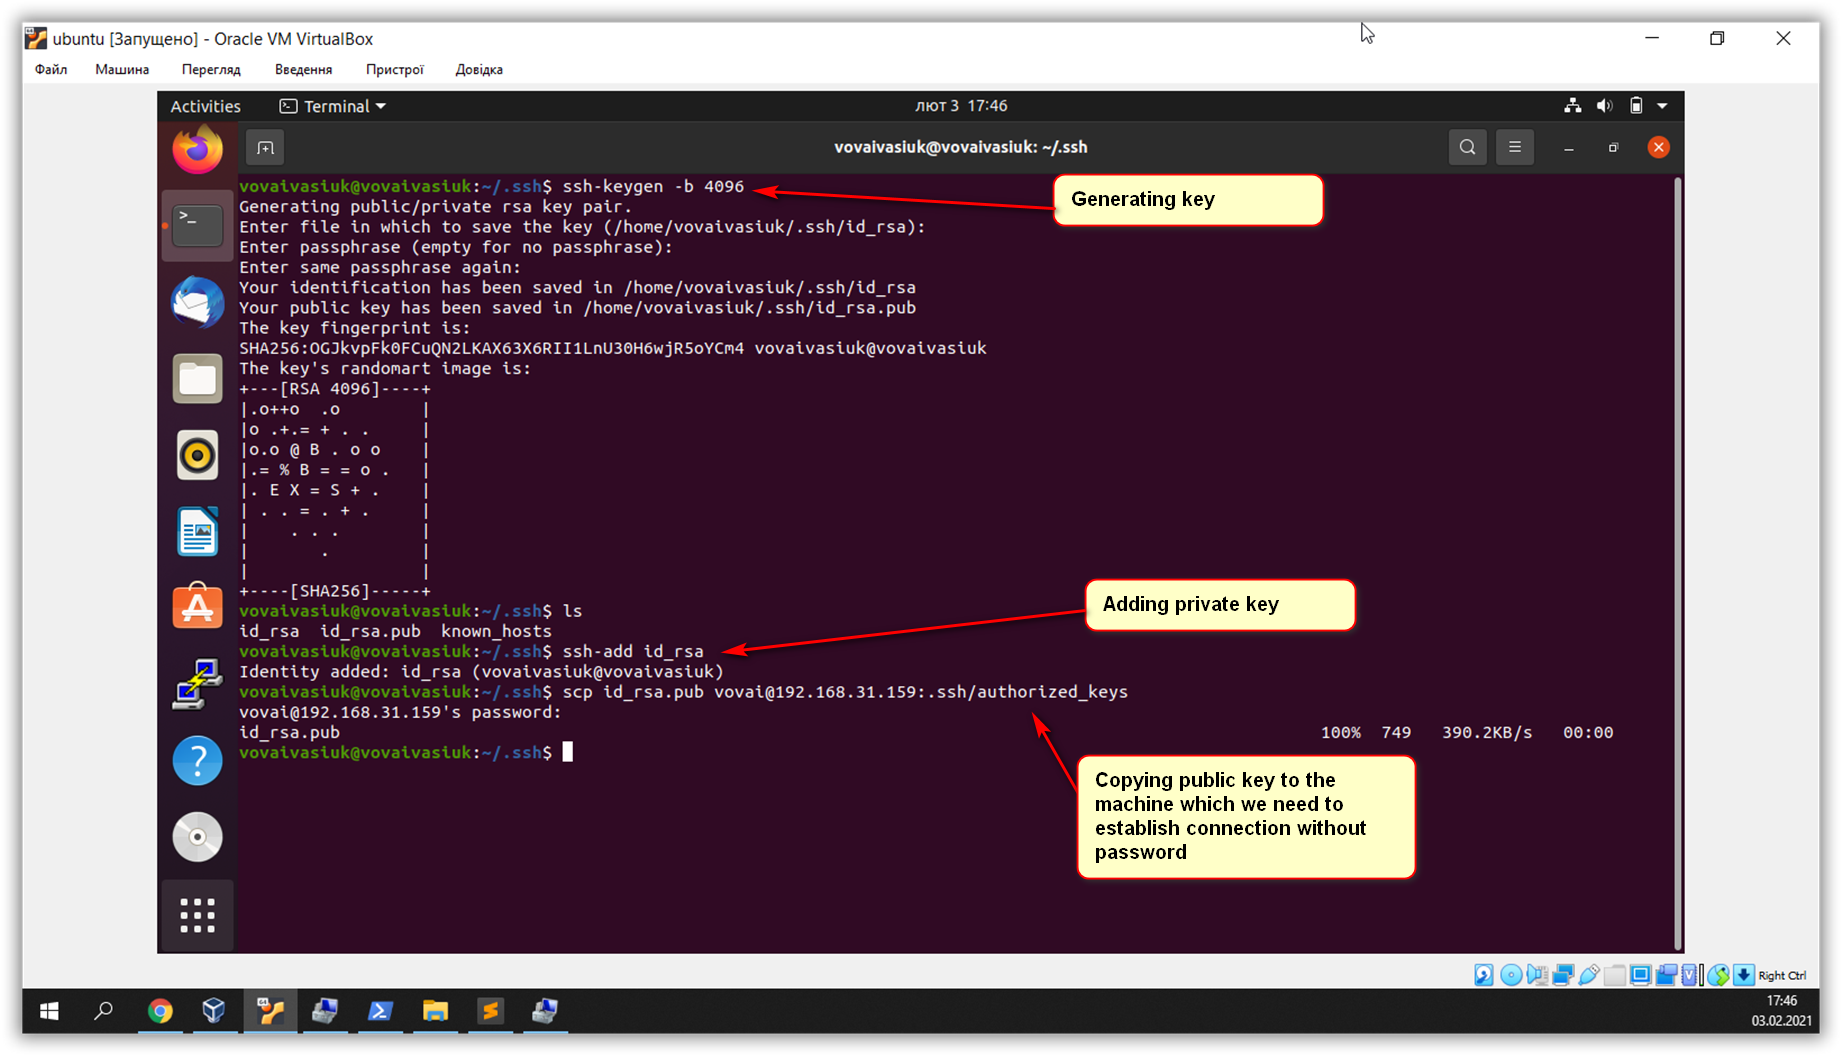 ubuntu [Запущено] - Oracle VM VirtualBox
Файл Машина Перегляд Введення Пристрої Довідка
Activities Terminal лют 3 17:46
vovaivasiuk@vovaivasiuk: ~/.ssh
vovaivasiuk@vovaivasiuk:~/.ssh$ ssh-keygen -b 4096
Generating key
Generating public/private rsa key pair.
Enter file in which to save the key (/home/vovaivasiuk/.ssh/id_rsa):
Enter passphrase (empty for no passphrase):
Enter same passphrase again:
Your identification has been saved in /home/vovaivasiuk/.ssh/id_rsa
Your public key has been saved in /home/vovaivasiuk/.ssh/id_rsa.pub
The key fingerprint is:
SHA256:OGJkvpFk0FCuQN2LKAX63X6RII1LnU30H6wjR5oYCm4 vovaivasiuk@vovaivasiuk
The key's randomart image is:
+---[RSA 4096]----+
|.o++o  .o        |
|o .+.= + . .     |
|o.o @ B . o o    |
|.= % B = = o .   |
|. E X = S + .    |
| . . = . + .     |
|    . . .        |
|       .         |
|                 |
+----[SHA256]-----+
vovaivasiuk@vovaivasiuk:~/.ssh$ ls
Adding private key
id_rsa id_rsa.pub known_hosts
vovaivasiuk@vovaivasiuk:~/.ssh$ ssh-add id_rsa
Identity added: id_rsa (vovaivasiuk@vovaivasiuk)
vovaivasiuk@vovaivasiuk:~/.ssh$ scp id_rsa.pub vovai@192.168.31.159:.ssh/authorized_keys
vovai@192.168.31.159's password:
id_rsa.pub 100% 749 390.2KB/s 00:00
vovaivasiuk@vovaivasiuk:~/.ssh$
Copying public key to the
machine which we need to
establish connection without
password
Right Ctrl
17:46
03.02.2021